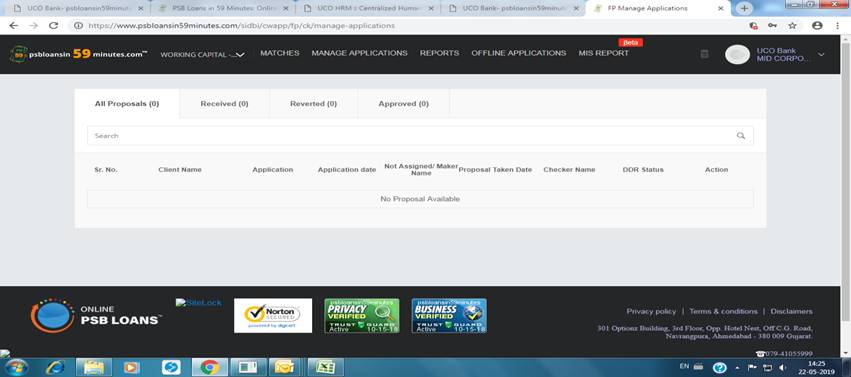 UCO Bank- psbloansin59minut
PSB Loans in 59 Minutes: Online
UCO HRM :: Centralized Human
UCO Bank- psbloansin59minut
FP Manage Applications
https://www.psbloansin59minutes.com/sidbi/cwapp/fp/ck/manage-applications
psbloansin 59 minutes.com
WORKING CAPITAL -...
MATCHES
MANAGE APPLICATIONS
REPORTS
OFFLINE APPLICATIONS
MIS REPORT
Beta
UCO Bank
MID CORPO...
All Proposals (0)
Received (0)
Reverted (0)
Approved (0)
Search
Sr. No.
Client Name
Application
Application date
Not Assigned/ Maker
Name
Proposal Taken Date
Checker Name
DDR Status
Action
No Proposal Available
ONLINE
PSB LOANS™
SiteLock
Norton
SECURED
powered by digicert
psbloansin59minutes
PRIVACY
VERIFIED
TRUST GUARD
Active 10-15-18
psbloansin59minutes
BUSINESS
VERIFIED
TRUST GUARD
Active 10-15-18
Privacy policy | Terms & conditions | Disclaimers
301 Optionz Building, 3rd Floor, Opp. Hotel Nest, Off C.G. Road,
Navrangpura, Ahmedabad - 380 009 Gujarat.
079-41055999
EN
14:25
22-05-2019